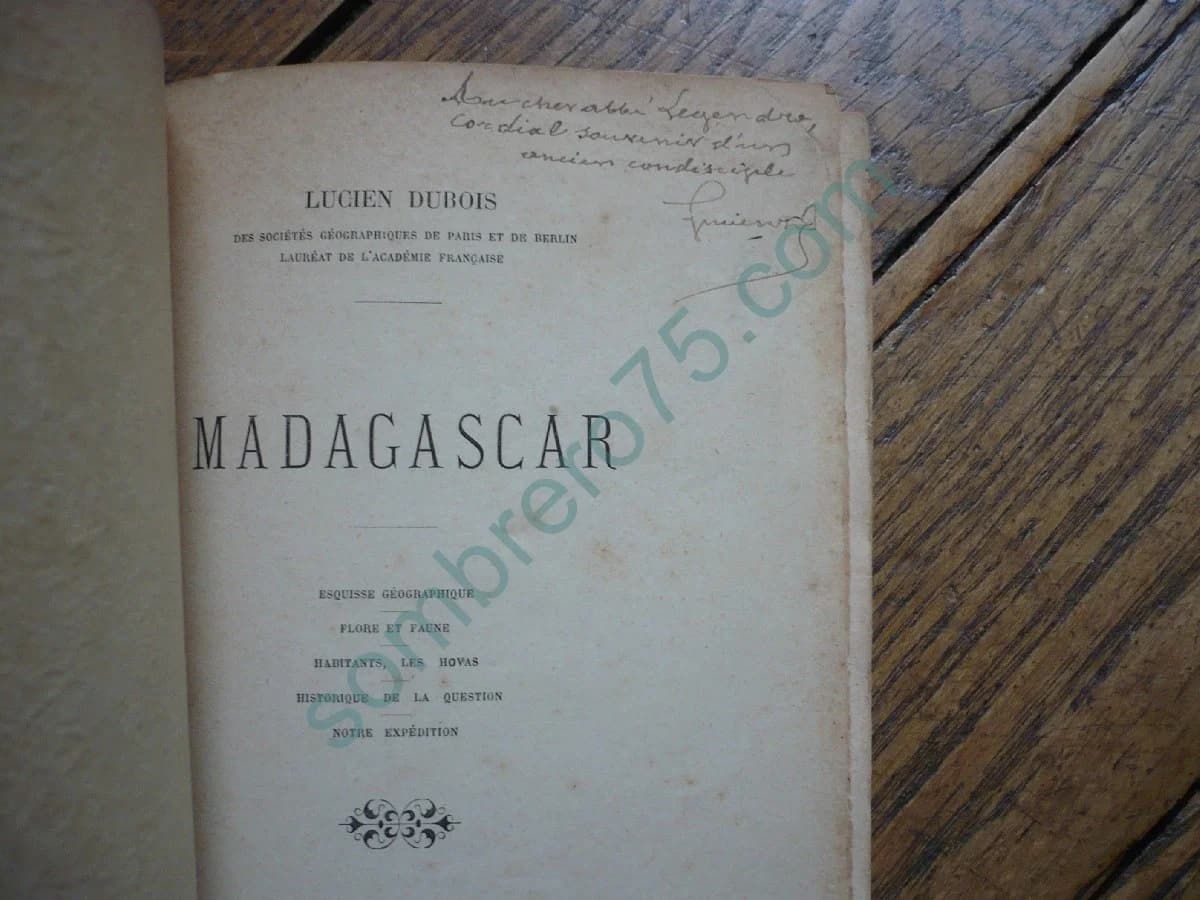 Au cher abbé Legendre,
cordial souvenir d'un
ancien condisciple
LUCIEN DUBOIS
DES SOCIÉTÉS GÉOGRAPHIQUES DE PARIS ET DE BERLIN
LAURÉAT DE L'ACADÉMIE FRANÇAISE
MADAGASCAR
ESQUISSE GÉOGRAPHIQUE
FLORE ET FAUNE
HABITANTS, LES HOVAS
HISTORIQUE DE LA QUESTION
NOTRE EXPÉDITION
sombrero75.com